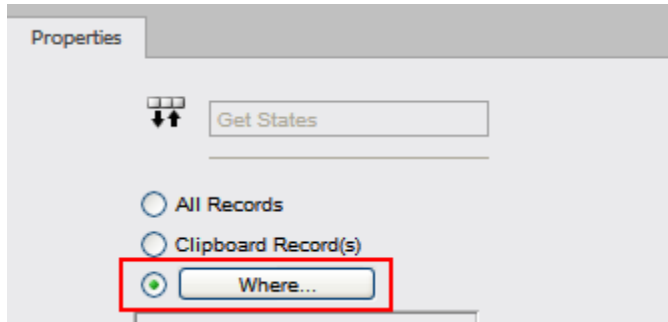 Properties
Get States
All Records
Clipboard Record(s)
Where...